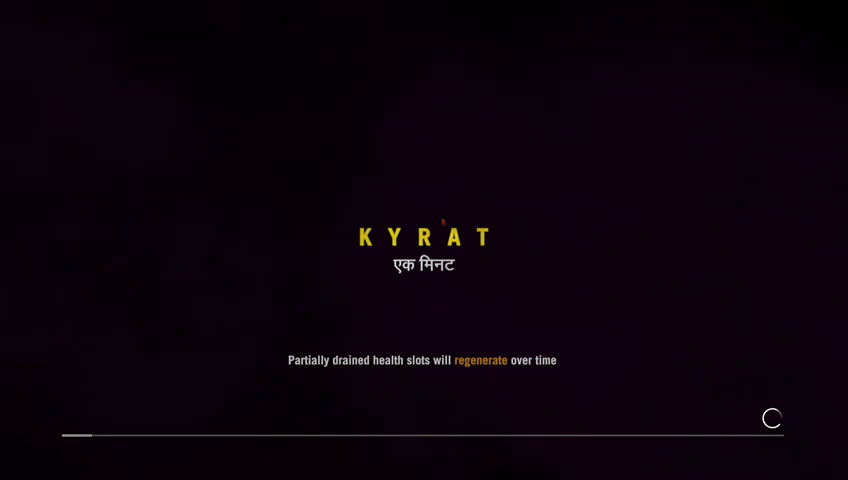 KYRAT
एक मिनट
Partially drained health slots will regenerate over time